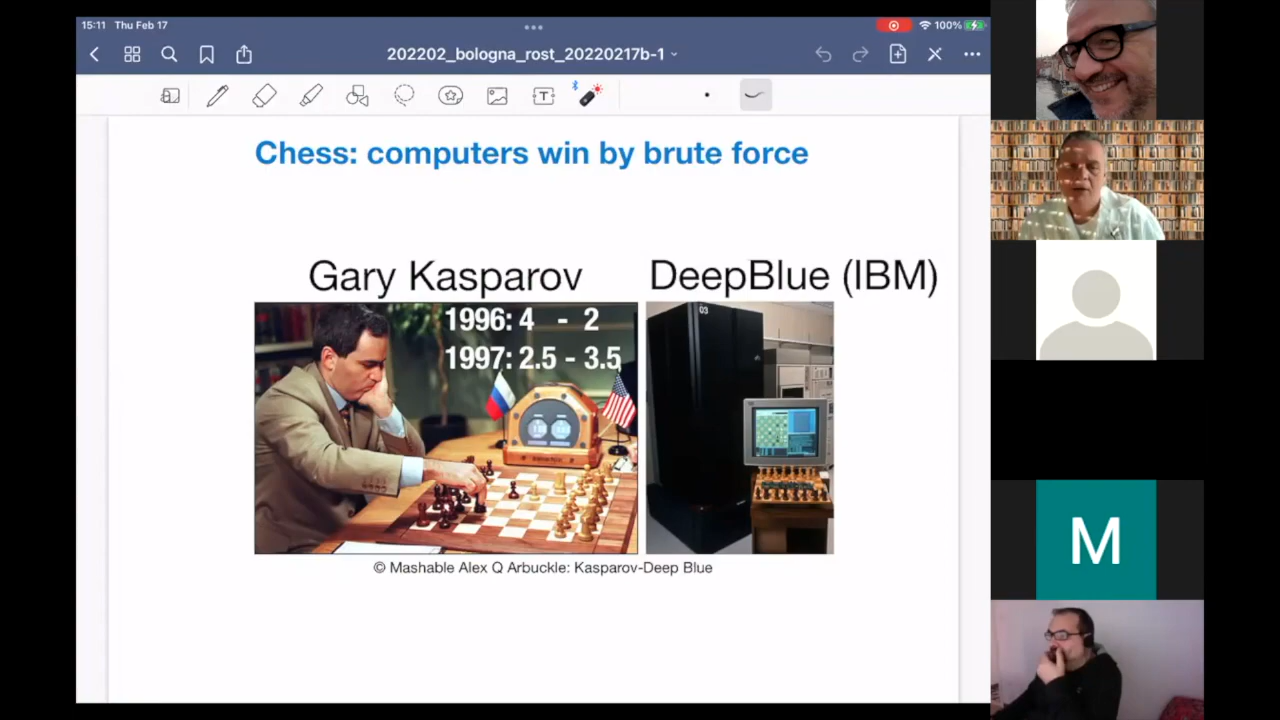 15:11 Thu Feb 17
100%
202202_bologna_rost_20220217b-1
T
Chess: computers win by brute force
Gary Kasparov
DeepBlue (IBM)
1996: 4 - 2
1997: 2.5 - 3.5
03
© Mashable Alex Q Arbuckle: Kasparov-Deep Blue
M